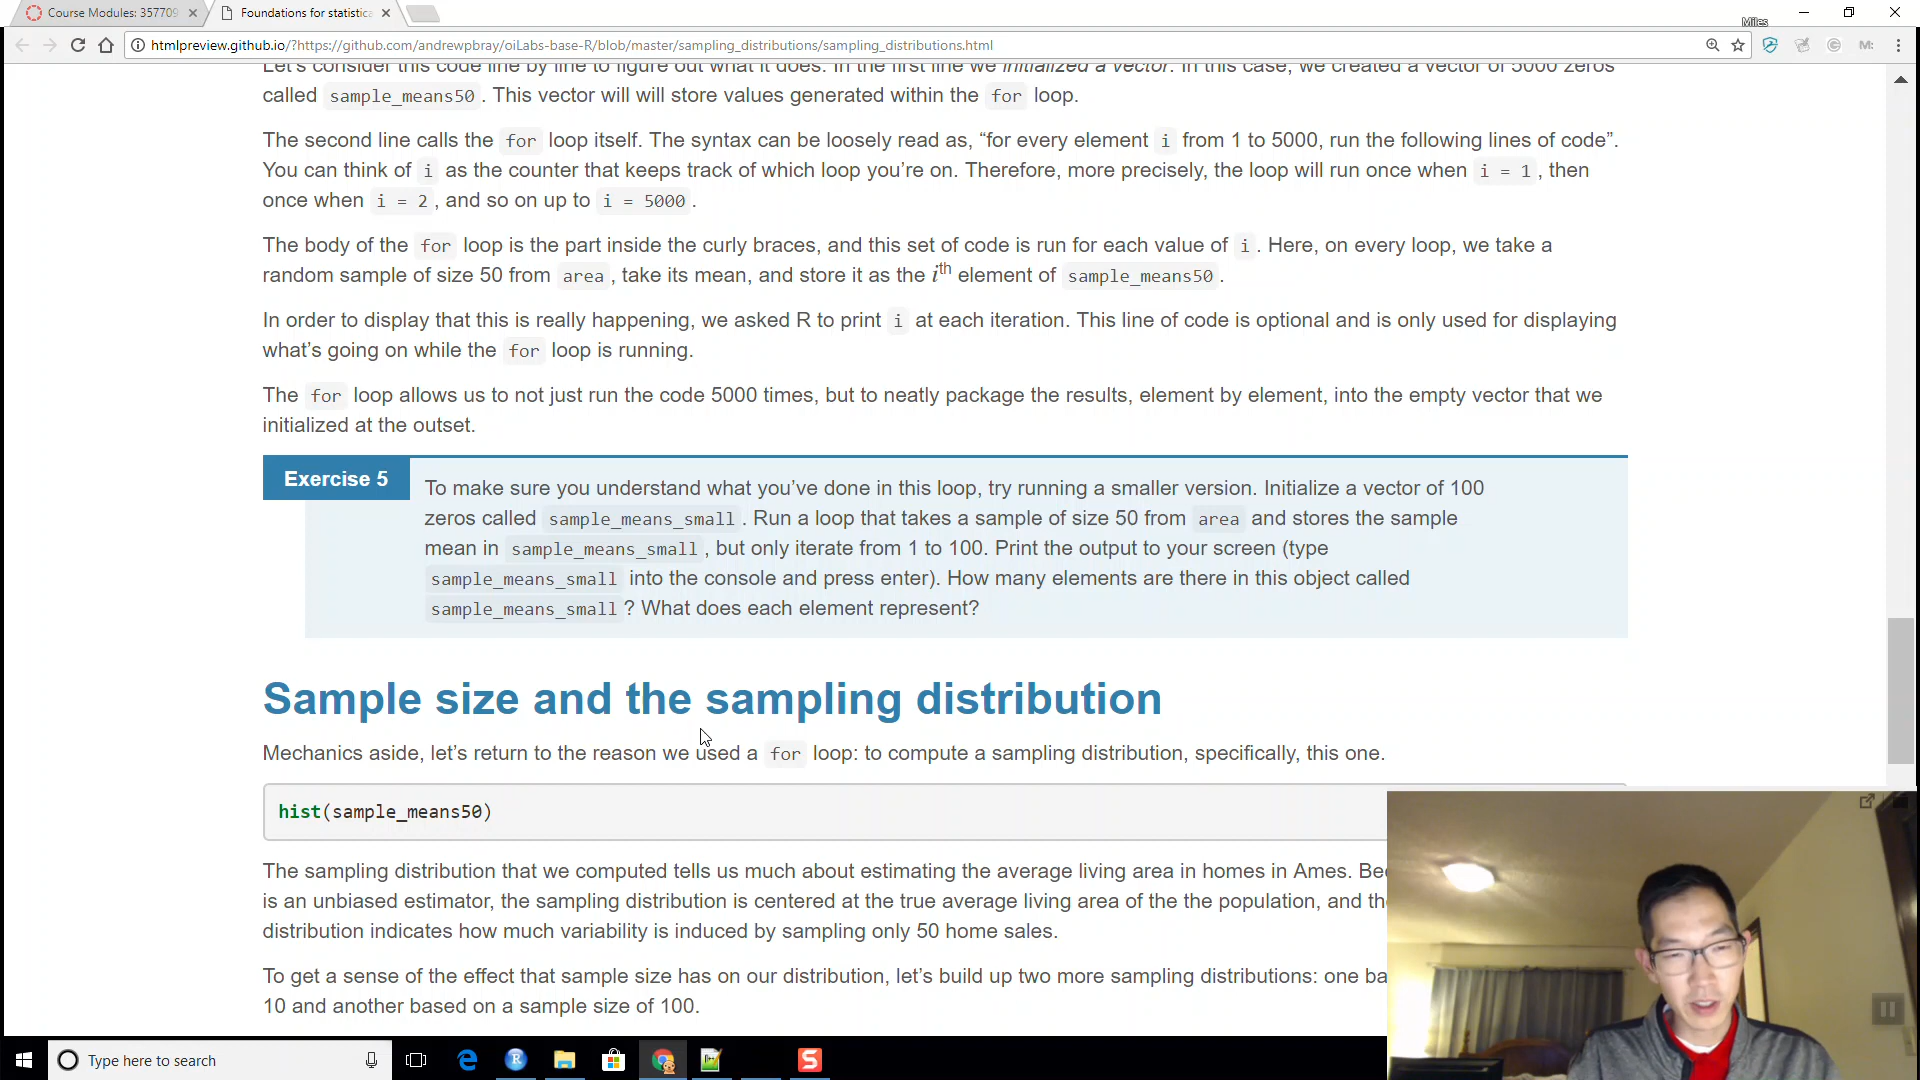 Course Modules: 357709
Foundations for statistica
Miles
htmlpreview.github.io/?https://github.com/andrewpbray/oiLabs-base-R/blob/master/sampling_distributions/sampling_distributions.html
M:
Let's consider this code line by line to figure out what it does. In the first line we initialized a vector. In this case, we created a vector of 5000 zeros
called sample_means50 . This vector will will store values generated within the for loop.
The second line calls the for loop itself. The syntax can be loosely read as, “for every element i from 1 to 5000, run the following lines of code”.
You can think of i as the counter that keeps track of which loop you’re on. Therefore, more precisely, the loop will run once when i = 1 , then
once when i = 2 , and so on up to i = 5000 .
The body of the for loop is the part inside the curly braces, and this set of code is run for each value of i . Here, on every loop, we take a
random sample of size 50 from area , take its mean, and store it as the ith element of sample_means50 .
In order to display that this is really happening, we asked R to print i at each iteration. This line of code is optional and is only used for displaying
what’s going on while the for loop is running.
The for loop allows us to not just run the code 5000 times, but to neatly package the results, element by element, into the empty vector that we
initialized at the outset.
Exercise 5
To make sure you understand what you’ve done in this loop, try running a smaller version. Initialize a vector of 100
zeros called sample_means_small . Run a loop that takes a sample of size 50 from area and stores the sample
mean in sample_means_small , but only iterate from 1 to 100. Print the output to your screen (type
sample_means_small into the console and press enter). How many elements are there in this object called
sample_means_small ? What does each element represent?
Sample size and the sampling distribution
Mechanics aside, let’s return to the reason we used a for loop: to compute a sampling distribution, specifically, this one.
hist(sample_means50)
The sampling distribution that we computed tells us much about estimating the average living area in homes in Ames. Bec
is an unbiased estimator, the sampling distribution is centered at the true average living area of the the population, and the
distribution indicates how much variability is induced by sampling only 50 home sales.
To get a sense of the effect that sample size has on our distribution, let’s build up two more sampling distributions: one ba
10 and another based on a sample size of 100.
Type here to search